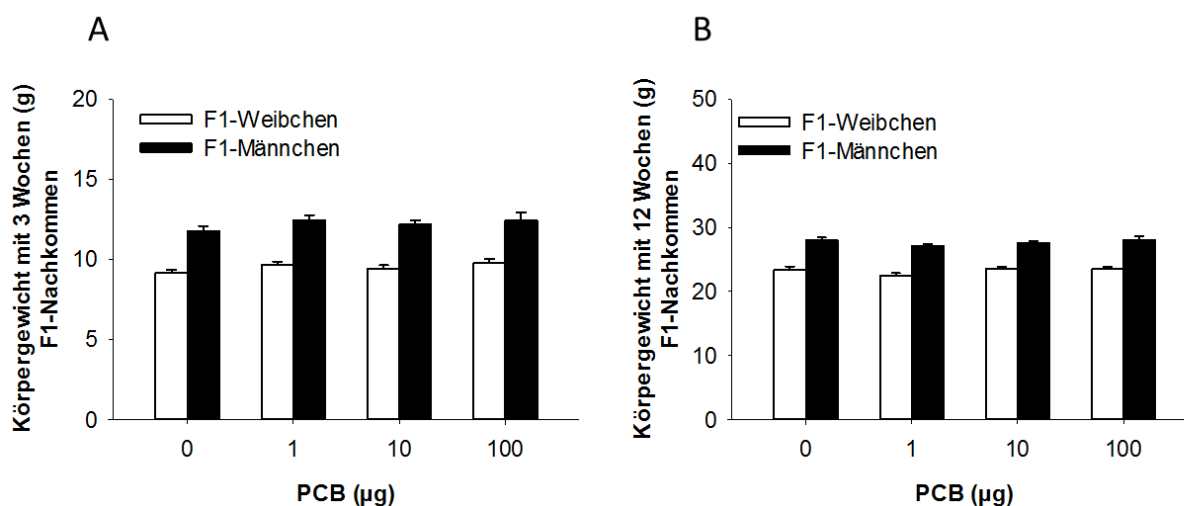 A
Körpergewicht mit 3 Wochen (g)
F1-Nachkommen
20
15
10
5
0
F1-Weibchen
F1-Männchen
0 1 10 100
PCB (µg)
B
Körpergewicht mit 12 Wochen (g)
F1-Nachkommen
50
40
30
20
10
0
F1-Weibchen
F1-Männchen
0 1 10 100
PCB (µg)